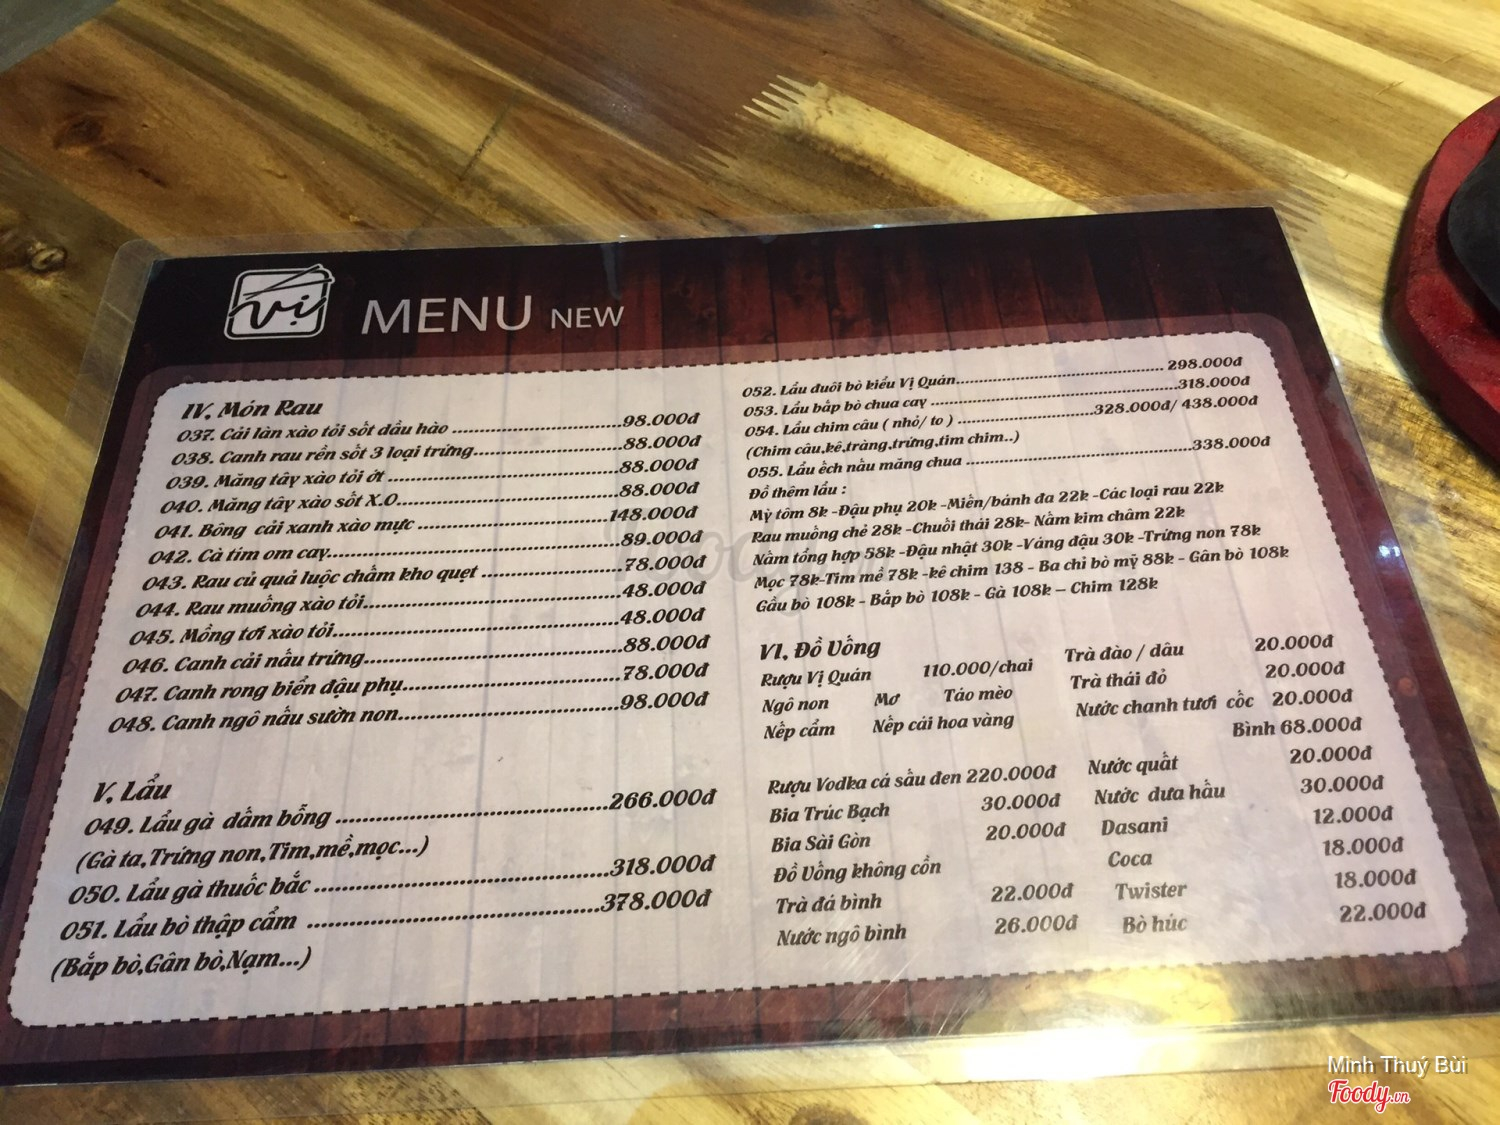 Vị
MENU NEW
IV. Món Rau
037. Cải làn xào tỏi sốt dầu hào ........................98.000đ
038. Canh rau rền sốt 3 loại trứng.....................88.000đ
039. Măng tây xào tỏi ớt .................................88.000đ
040. Măng tây xào sốt X.O...............................88.000đ
041. Bông cải xanh xào mực ...........................148.000đ
042. Cà tím om cay.........................................89.000đ
043. Rau củ quả luộc chấm kho quẹt ....................78.000đ
044. Rau muống xào tỏi....................................48.000đ
045. Mồng tơi xào tỏi.......................................48.000đ
046. Canh cải nấu trứng...................................88.000đ
047. Canh rong biển đậu phụ..............................78.000đ
048. Canh ngô nấu sườn non..............................98.000đ
V. Lẩu
049. Lẩu gà dấm bỗng ......................................266.000đ
(Gà ta,Trứng non,Tim,mề,mọc...)
050. Lẩu gà thuốc bắc ......................................318.000đ
051. Lẩu bò thập cẩm ......................................378.000đ
(Bắp bò,Gân bò,Nạm...)
052. Lẩu đuôi bò kiểu Vị Quán................................ 298.000đ
053. Lẩu bắp bò chua cay ......................................318.000đ
054. Lẩu chim câu ( nhỏ/ to ) ......................328.000đ/ 438.000đ
(Chim câu,kê,tràng,trứng,tim chim..)
055. Lẩu ếch nấu măng chua ...................................338.000đ
Đồ thêm lẩu :
Mỳ tôm 8k -Đậu phụ 20k -Miến/bánh đa 22k -Các loại rau 22k
Rau muống chẻ 28k -Chuối thái 28k- Nấm kim châm 22k
Nấm tổng hợp 58k -Đậu nhật 30k -Váng đậu 30k -Trứng non 78k
Mọc 78k-Tim mề 78k -kê chim 138 - Ba chỉ bò mỹ 88k - Gân bò 108k
Gầu bò 108k - Bắp bò 108k - Gà 108k – Chim 128k
VI. Đồ Uống
Rượu Vị Quán 110.000/chai
Ngô non Mơ Táo mèo
Nếp cẩm Nếp cái hoa vàng
Rượu Vodka cá sấu đen 220.000đ
Bia Trúc Bạch 30.000đ
Bia Sài Gòn 20.000đ
Đồ Uống không cồn
Trà đá bình 22.000đ
Nước ngô bình 26.000đ
Trà đào / dâu 20.000đ
Trà thái đỏ 20.000đ
Nước chanh tươi cốc 20.000đ
Bình 68.000đ
Nước quất 20.000đ
Nước dưa hấu 30.000đ
Dasani 12.000đ
Coca 18.000đ
Twister 18.000đ
Bò húc 22.000đ
Minh Thuý Bùi
Foody.vn